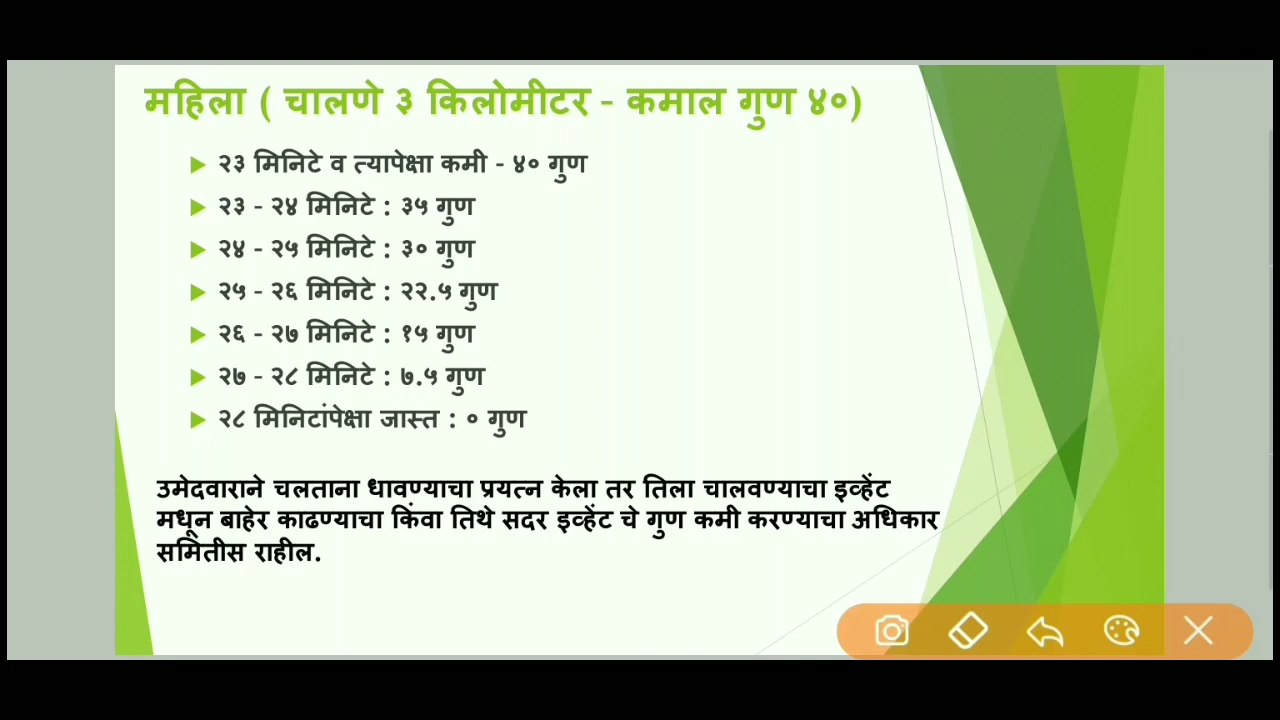 महिला ( चालणे ३ किलोमीटर - कमाल गुण ४०)
२३ मिनिटे व त्यापेक्षा कमी - ४० गुण
२३ - २४ मिनिटे : ३५ गुण
२४ - २५ मिनिटे : ३० गुण
२५ - २६ मिनिटे : २२.५ गुण
२६ - २७ मिनिटे : १५ गुण
२७ - २८ मिनिटे : ७.५ गुण
२८ मिनिटांपेक्षा जास्त : ० गुण
उमेदवाराने चलताना धावण्याचा प्रयत्न केला तर तिला चालवण्याचा इव्हेंट
मधून बाहेर काढण्याचा किंवा तिथे सदर इव्हेंट चे गुण कमी करण्याचा अधिकार
समितीस राहील.